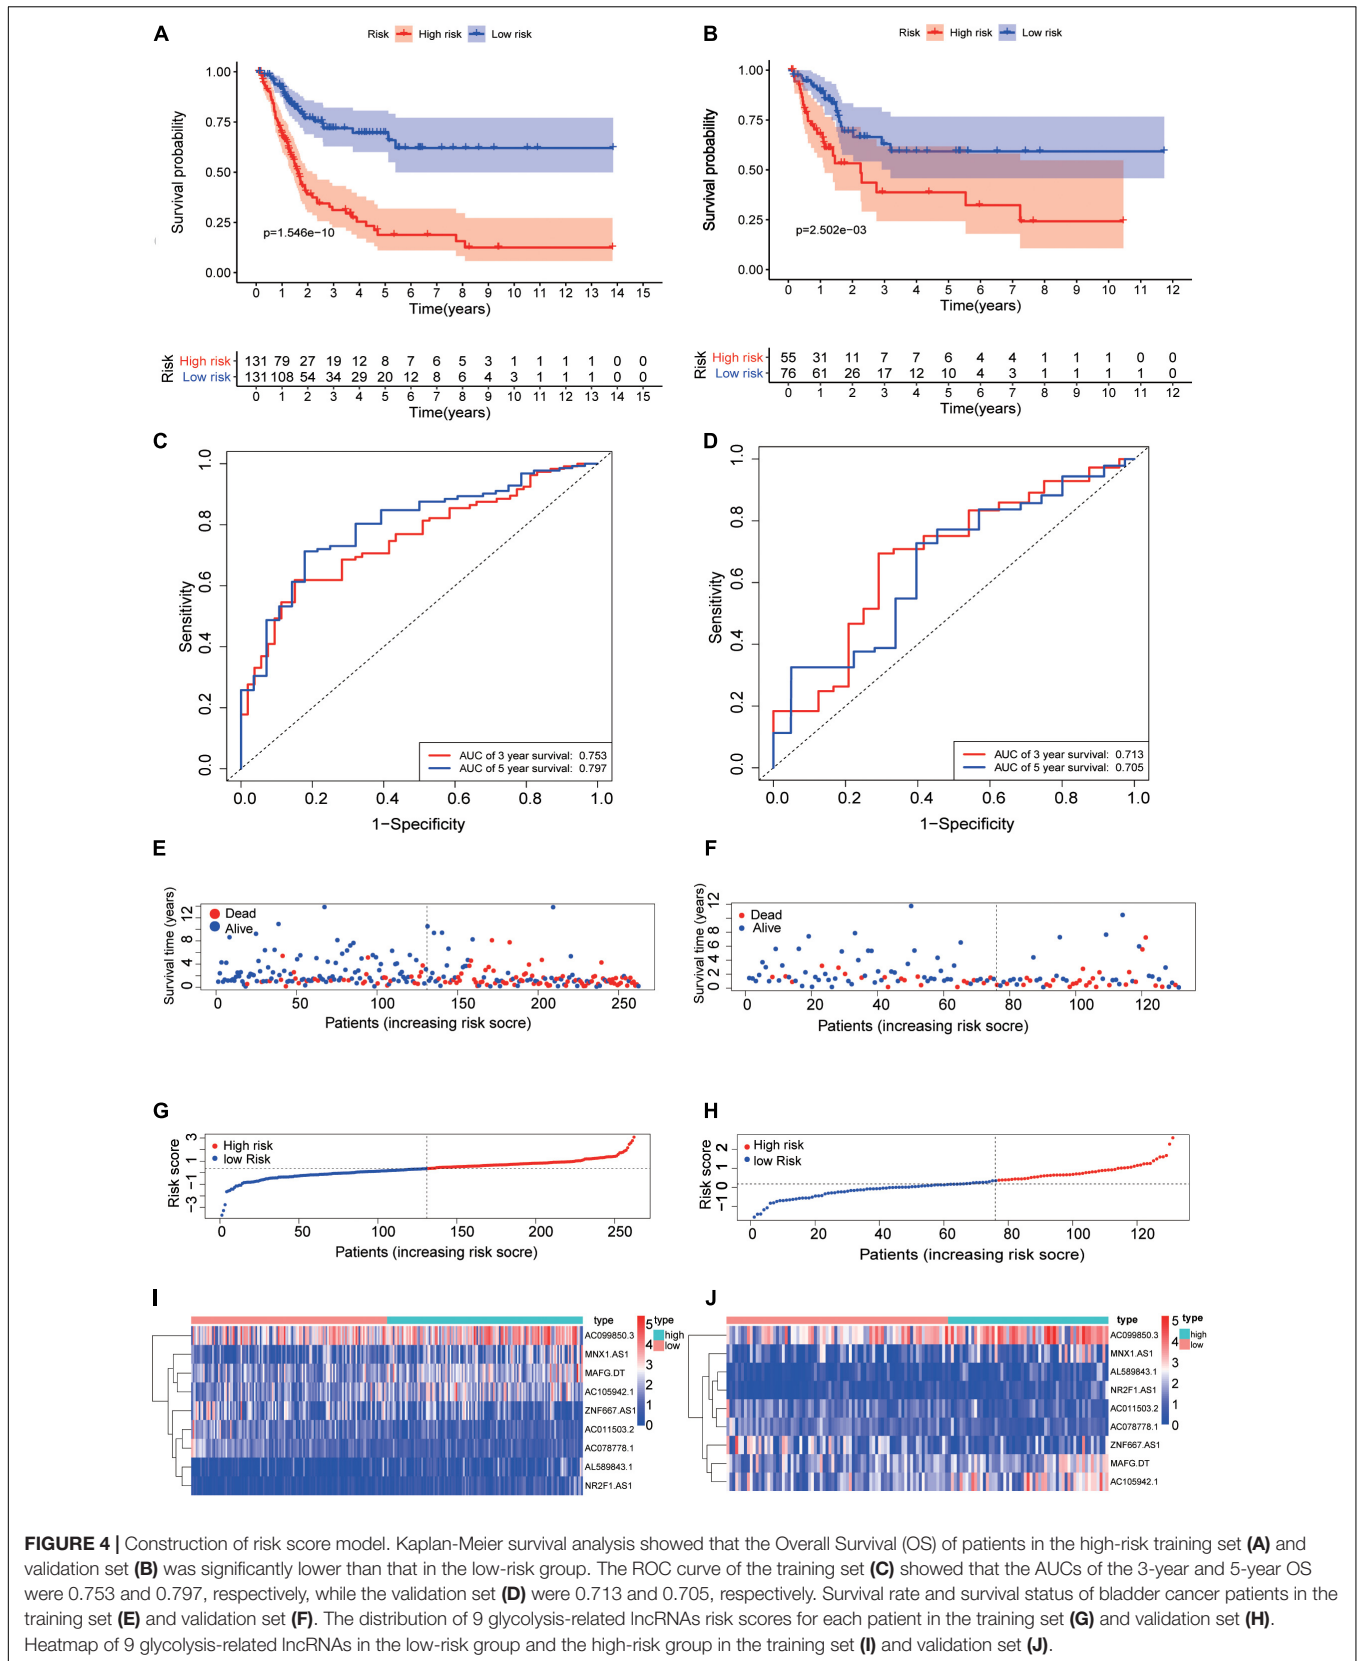 A
Risk High risk Low risk
Survival probability
1.00
0.75
0.50
0.25
0.00
p=1.546e−10
0 1 2 3 4 5 6 7 8 9 10 11 12 13 14 15
Time(years)
Risk
High risk 131 79 27 19 12 8 7 6 5 3 1 1 1 1 0 0
Low risk 131 108 54 34 29 20 12 8 6 4 3 1 1 1 0 0
0 1 2 3 4 5 6 7 8 9 10 11 12 13 14 15
Time(years)
B
Risk High risk Low risk
Survival probability
1.00
0.75
0.50
0.25
0.00
p=2.502e−03
0 1 2 3 4 5 6 7 8 9 10 11 12
Time(years)
Risk
High risk 55 31 11 7 7 6 4 4 1 1 1 0 0
Low risk 76 61 26 17 12 10 4 3 1 1 1 1 0
0 1 2 3 4 5 6 7 8 9 10 11 12
Time(years)
C
Sensitivity
1.0
0.8
0.6
0.4
0.2
0.0
AUC of 3 year survival: 0.753
AUC of 5 year survival: 0.797
0.0 0.2 0.4 0.6 0.8 1.0
1−Specificity
D
Sensitivity
1.0
0.8
0.6
0.4
0.2
0.0
AUC of 3 year survival: 0.713
AUC of 5 year survival: 0.705
0.0 0.2 0.4 0.6 0.8 1.0
1−Specificity
E
Survival time (years)
12
8
4
0
Dead
Alive
0 50 100 150 200 250
Patients (increasing risk socre)
F
Survival time (years)
12
8
6
4
2
0
Dead
Alive
0 20 40 60 80 100 120
Patients (increasing risk socre)
G
Risk score
3
1
−1
−3
High risk
low Risk
0 50 100 150 200 250
Patients (increasing risk socre)
H
Risk score
2
1
0
−1
High risk
low Risk
0 20 40 60 80 100 120
Patients (increasing risk socre)
I
type
AC099850.3
MNX1.AS1
MAFG.DT
AC105942.1
ZNF667.AS1
AC011503.2
AC078778.1
AL589843.1
NR2F1.AS1
5
4
3
2
1
0
type
high
low
J
type
AC099850.3
MNX1.AS1
AL589843.1
NR2F1.AS1
AC011503.2
AC078778.1
ZNF667.AS1
MAFG.DT
AC105942.1
5
4
3
2
1
0
type
high
low
FIGURE 4 | Construction of risk score model. Kaplan-Meier survival analysis showed that the Overall Survival (OS) of patients in the high-risk training set (A) and
validation set (B) was significantly lower than that in the low-risk group. The ROC curve of the training set (C) showed that the AUCs of the 3-year and 5-year OS
were 0.753 and 0.797, respectively, while the validation set (D) were 0.713 and 0.705, respectively. Survival rate and survival status of bladder cancer patients in the
training set (E) and validation set (F). The distribution of 9 glycolysis-related lncRNAs risk scores for each patient in the training set (G) and validation set (H).
Heatmap of 9 glycolysis-related lncRNAs in the low-risk group and the high-risk group in the training set (I) and validation set (J).